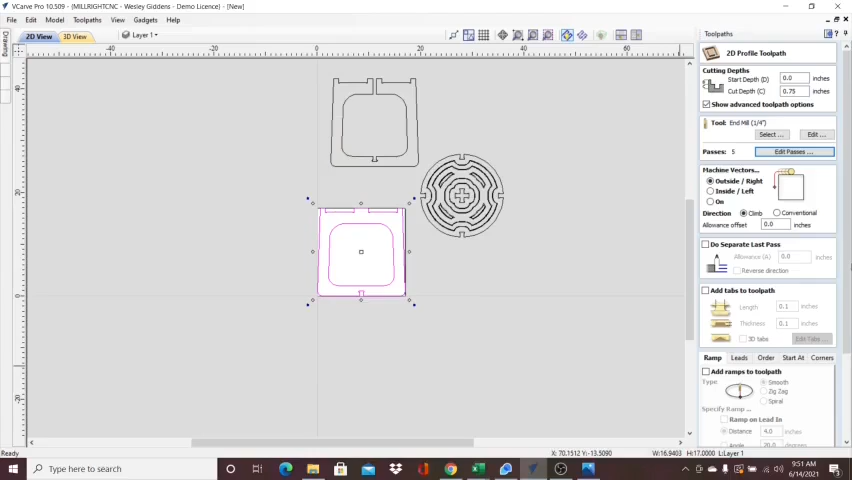 VCarve Pro 10.509 - (MILLRIGHTCNC - Wesley Giddens - Demo Licence) - [New]
File Edit Model Toolpaths View Gadgets Help
2D View 3D View Layer 1
Toolpaths
Drawing
0 20 40 60
40
20
0
-20
2D Profile Toolpath
Cutting Depths
Start Depth (D) 0.0 inches
Cut Depth (C) 0.75 inches
Show advanced toolpath options
Tool: End Mill (1/4")
Select ... Edit ...
Passes: 5 Edit Passes ...
Machine Vectors...
Outside / Right
Inside / Left
On
Direction Climb Conventional
Allowance offset 0.0 inches
Do Separate Last Pass
Allowance (A) 0.0 inches
Reverse direction
Add tabs to toolpath
Length 0.1 inches
Thickness 0.1 inches
3D tabs Edit Tabs ...
Ramp Leads Order Start At Corners
Add ramps to toolpath
Type Smooth
Zig Zag
Spiral
Specify Ramp ...
Ramp on Lead In
Distance 4.0 inches
Angle 20.0 degrees
Ready
X: 70.1512 Y:-13.5090 W:16.9403 H:17.0000 L:Layer 1
Type here to search
9:51 AM
6/14/2021